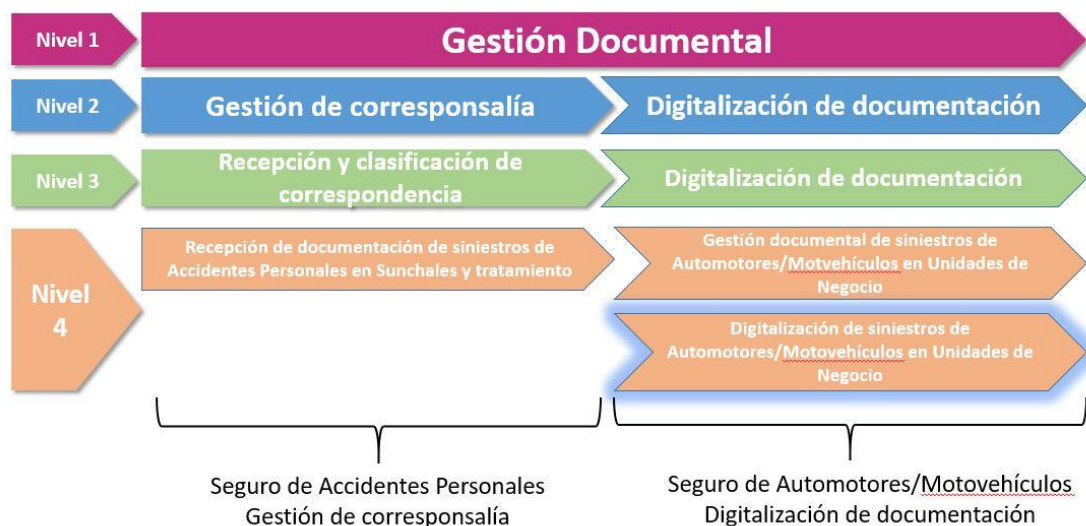 Nivel 1
Gestión Documental
Nivel 2
Gestión de corresponsalía
Digitalización de documentación
Nivel 3
Recepción y clasificación de
correspondencia
Digitalización de documentación
Nivel
4
Recepción de documentación de siniestros de
Accidentes Personales en Sunchales y tratamiento
Gestión documental de siniestros de
Automotores/Motvehículos en Unidades de
Negocio
Digitalización de siniestros de
Automotores/Motovehículos en Unidades de
Negocio
Seguro de Accidentes Personales
Gestión de corresponsalía
Seguro de Automotores/Motovehículos
Digitalización de documentación